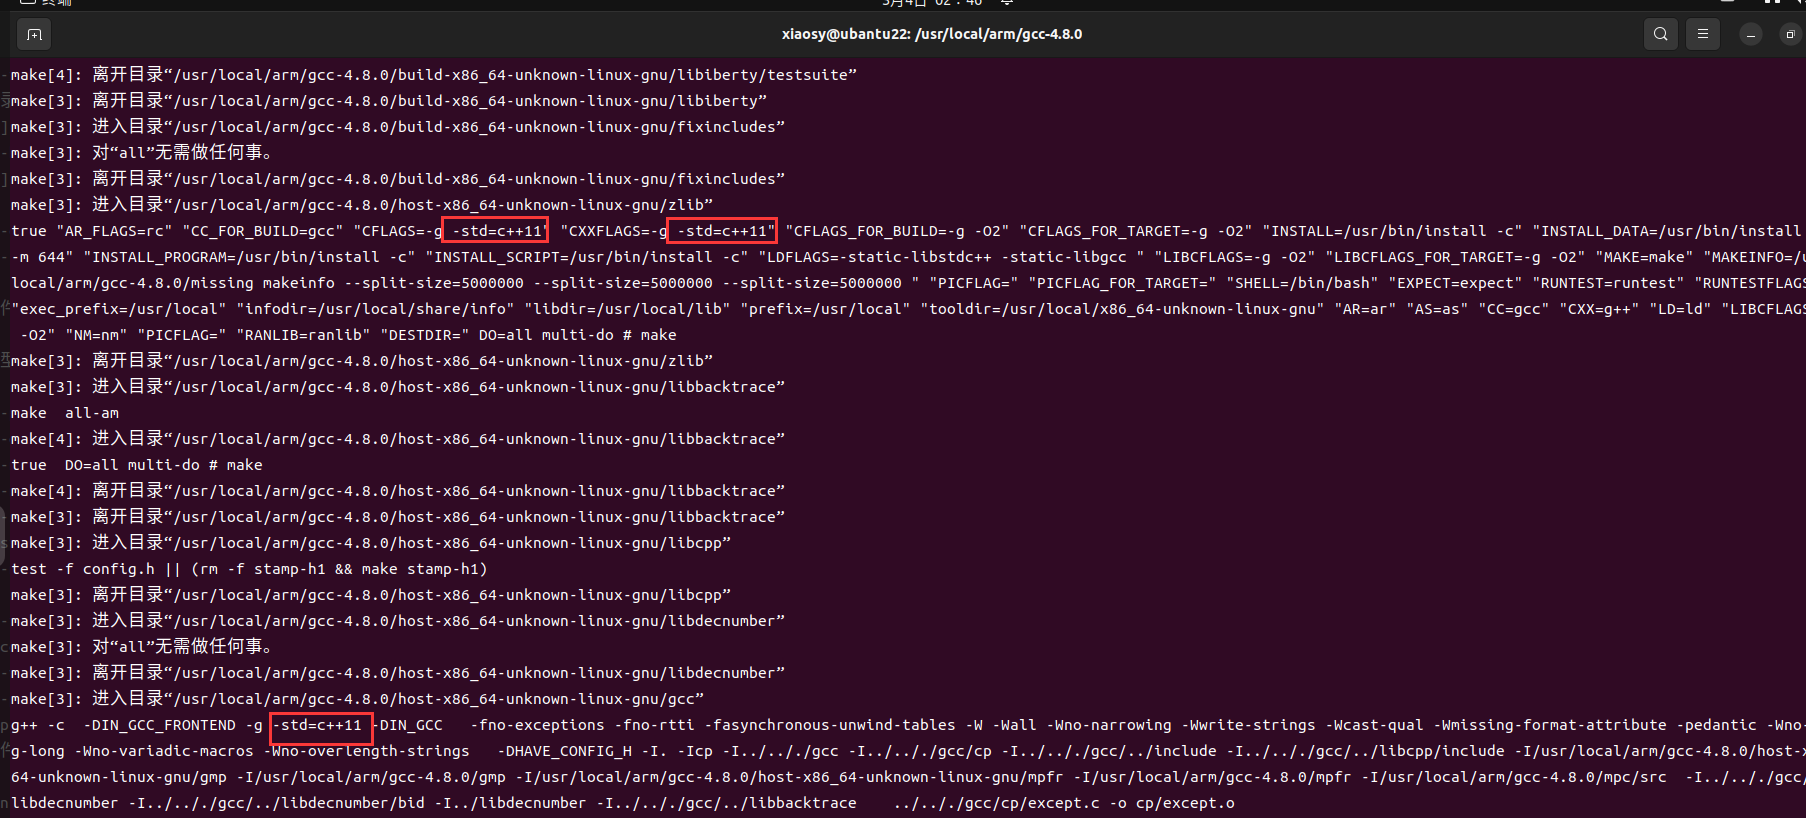 终端
3月4日 02：46
xiaosy@ubantu22: /usr/local/arm/gcc-4.8.0
make[4]: 离开目录“/usr/local/arm/gcc-4.8.0/build-x86_64-unknown-linux-gnu/libiberty/testsuite”
make[3]: 离开目录“/usr/local/arm/gcc-4.8.0/build-x86_64-unknown-linux-gnu/libiberty”
make[3]: 进入目录“/usr/local/arm/gcc-4.8.0/build-x86_64-unknown-linux-gnu/fixincludes”
make[3]: 对“all”无需做任何事。
make[3]: 离开目录“/usr/local/arm/gcc-4.8.0/build-x86_64-unknown-linux-gnu/fixincludes”
make[3]: 进入目录“/usr/local/arm/gcc-4.8.0/host-x86_64-unknown-linux-gnu/zlib”
true "AR_FLAGS=rc" "CC_FOR_BUILD=gcc" "CFLAGS=-g -std=c++11" "CXXFLAGS=-g -std=c++11" "CFLAGS_FOR_BUILD=-g -O2" "CFLAGS_FOR_TARGET=-g -O2" "INSTALL=/usr/bin/install -c" "INSTALL_DATA=/usr/bin/install
-m 644" "INSTALL_PROGRAM=/usr/bin/install -c" "INSTALL_SCRIPT=/usr/bin/install -c" "LDFLAGS=-static-libstdc++ -static-libgcc " "LIBCFLAGS=-g -O2" "LIBCFLAGS_FOR_TARGET=-g -O2" "MAKE=make" "MAKEINFO=/u
local/arm/gcc-4.8.0/missing makeinfo --split-size=5000000 --split-size=5000000 --split-size=5000000 " "PICFLAG=" "PICFLAG_FOR_TARGET=" "SHELL=/bin/bash" "EXPECT=expect" "RUNTEST=runtest" "RUNTESTFLAGS
"exec_prefix=/usr/local" "infodir=/usr/local/share/info" "libdir=/usr/local/lib" "prefix=/usr/local" "tooldir=/usr/local/x86_64-unknown-linux-gnu" "AR=ar" "AS=as" "CC=gcc" "CXX=g++" "LD=ld" "LIBCFLAGS
-O2" "NM=nm" "PICFLAG=" "RANLIB=ranlib" "DESTDIR=" DO=all multi-do # make
make[3]: 离开目录“/usr/local/arm/gcc-4.8.0/host-x86_64-unknown-linux-gnu/zlib”
make[3]: 进入目录“/usr/local/arm/gcc-4.8.0/host-x86_64-unknown-linux-gnu/libbacktrace”
make  all-am
make[4]: 进入目录“/usr/local/arm/gcc-4.8.0/host-x86_64-unknown-linux-gnu/libbacktrace”
true  DO=all multi-do # make
make[4]: 离开目录“/usr/local/arm/gcc-4.8.0/host-x86_64-unknown-linux-gnu/libbacktrace”
make[3]: 离开目录“/usr/local/arm/gcc-4.8.0/host-x86_64-unknown-linux-gnu/libbacktrace”
make[3]: 进入目录“/usr/local/arm/gcc-4.8.0/host-x86_64-unknown-linux-gnu/libcpp”
test -f config.h || (rm -f stamp-h1 && make stamp-h1)
make[3]: 离开目录“/usr/local/arm/gcc-4.8.0/host-x86_64-unknown-linux-gnu/libcpp”
make[3]: 进入目录“/usr/local/arm/gcc-4.8.0/host-x86_64-unknown-linux-gnu/libdecnumber”
make[3]: 对“all”无需做任何事。
make[3]: 离开目录“/usr/local/arm/gcc-4.8.0/host-x86_64-unknown-linux-gnu/libdecnumber”
make[3]: 进入目录“/usr/local/arm/gcc-4.8.0/host-x86_64-unknown-linux-gnu/gcc”
g++ -c  -DIN_GCC_FRONTEND -g -std=c++11 -DIN_GCC   -fno-exceptions -fno-rtti -fasynchronous-unwind-tables -W -Wall -Wno-narrowing -Wwrite-strings -Wcast-qual -Wmissing-format-attribute -pedantic -Wno-
g-long -Wno-variadic-macros -Wno-overlength-strings   -DHAVE_CONFIG_H -I. -Icp -I../.././gcc -I../.././gcc/cp -I../.././gcc/../include -I../.././gcc/../libcpp/include -I/usr/local/arm/gcc-4.8.0/host-x
64-unknown-linux-gnu/gmp -I/usr/local/arm/gcc-4.8.0/gmp -I/usr/local/arm/gcc-4.8.0/host-x86_64-unknown-linux-gnu/mpfr -I/usr/local/arm/gcc-4.8.0/mpfr -I/usr/local/arm/gcc-4.8.0/mpc/src  -I../.././gcc/
libdecnumber -I../.././gcc/../libdecnumber/bid -I../libdecnumber -I../.././gcc/../libbacktrace    ../.././gcc/cp/except.c -o cp/except.o